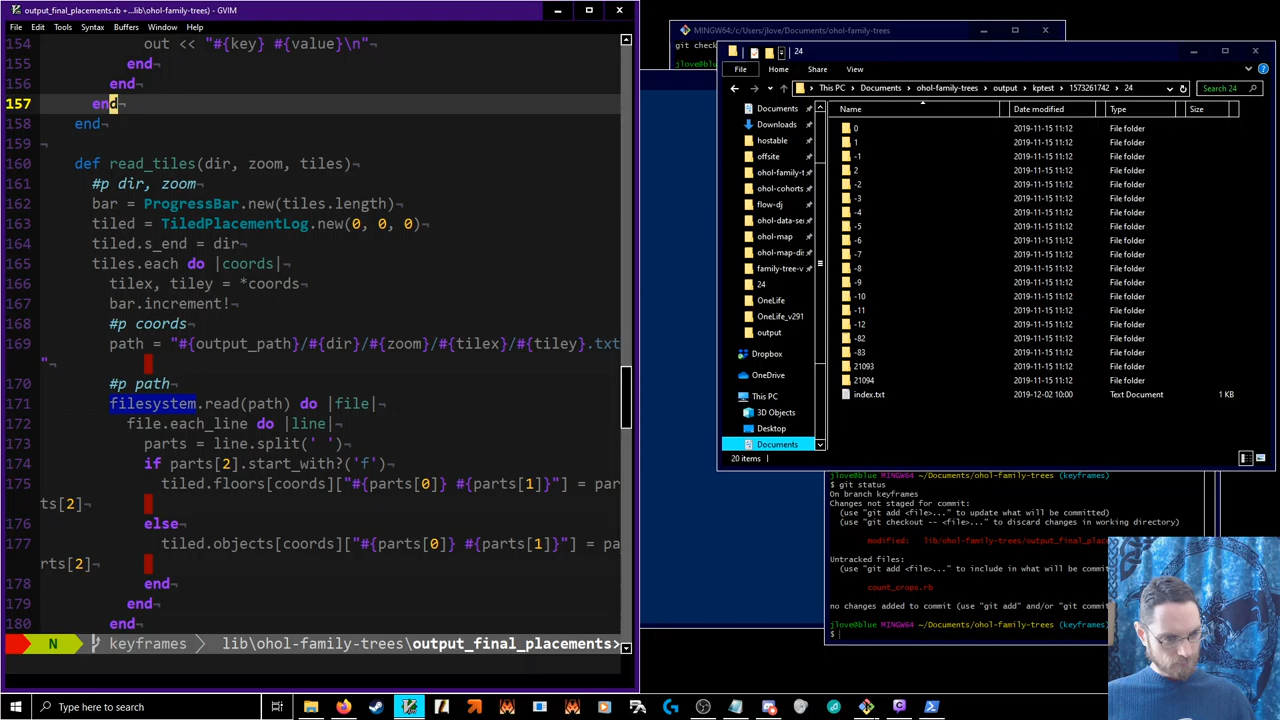 output_final_placements.rb + (...lib\ohol-family-trees) - GVIM
File Edit Tools Syntax Buffers Window Help
154 out << "#{key} #{value}\n"
155 end
156 end
157 end¬
158 end¬
159 ¬
160 def read_tiles(dir, zoom, tiles)¬
161 #p dir, zoom¬
162 bar = ProgressBar.new(tiles.length)¬
163 tiled = TiledPlacementLog.new(0, 0, 0)¬
164 tiled.s_end = dir¬
165 tiles.each do |coords|¬
166 tilex, tiley = *coords¬
167 bar.increment!¬
168 #p coords¬
169 path = "#{output_path}/#{dir}/#{zoom}/#{tilex}/#{tiley}.txt
"¬
170 #p path¬
171 filesystem.read(path) do |file|¬
172 file.each_line do |line|¬
173 parts = line.split(' ')¬
174 if parts[2].start_with?('f')¬
175 tiled.floors[coords]["#{parts[0]} #{parts[1]}"] = par
ts[2]¬
176 else¬
177 tiled.objects[coords]["#{parts[0]} #{parts[1]}"] = pa
rts[2]¬
178 end¬
179 end¬
180 end¬
N keyframes lib\ohol-family-trees\output_final_placements>
MINGW64:/c/Users/jlove/Documents/ohol-family-trees
git check
24
File Home Share View
This PC > Documents > ohol-family-trees > output > kptest > 1573261742 > 24
Search 24
Documents
Downloads
hostable
offsite
ohol-family-t
ohol-cohorts
flow-dj
ohol-data-se
ohol-map
ohol-map-di
family-tree-v
24
OneLife
OneLife_v291
output
Dropbox
OneDrive
This PC
3D Objects
Desktop
Documents
Name Date modified Type Size
0 2019-11-15 11:12 File folder
1 2019-11-15 11:12 File folder
-1 2019-11-15 11:12 File folder
2 2019-11-15 11:12 File folder
-2 2019-11-15 11:12 File folder
-3 2019-11-15 11:12 File folder
-4 2019-11-15 11:12 File folder
-5 2019-11-15 11:12 File folder
-6 2019-11-15 11:12 File folder
-7 2019-11-15 11:12 File folder
-8 2019-11-15 11:12 File folder
-9 2019-11-15 11:12 File folder
-10 2019-11-15 11:12 File folder
-11 2019-11-15 11:12 File folder
-12 2019-11-15 11:12 File folder
-82 2019-11-15 11:12 File folder
-83 2019-11-15 11:12 File folder
21093 2019-11-15 11:12 File folder
21094 2019-11-15 11:12 File folder
index.txt 2019-12-02 10:00 Text Document 1 KB
20 items
jlove@blue MINGW64 ~/Documents/ohol-family-trees (keyframes)
$ git status
On branch keyframes
Changes not staged for commit:
(use "git add <file>..." to update what will be committed)
(use "git checkout -- <file>..." to discard changes in working directory)
modified: lib/ohol-family-trees/output_final_plac
Untracked files:
(use "git add <file>..." to include in what will be commi
count_crops.rb
no changes added to commit (use "git add" and/or "git commit
jlove@blue MINGW64 ~/Documents/ohol-family-trees (keyframes)
$
Type here to search